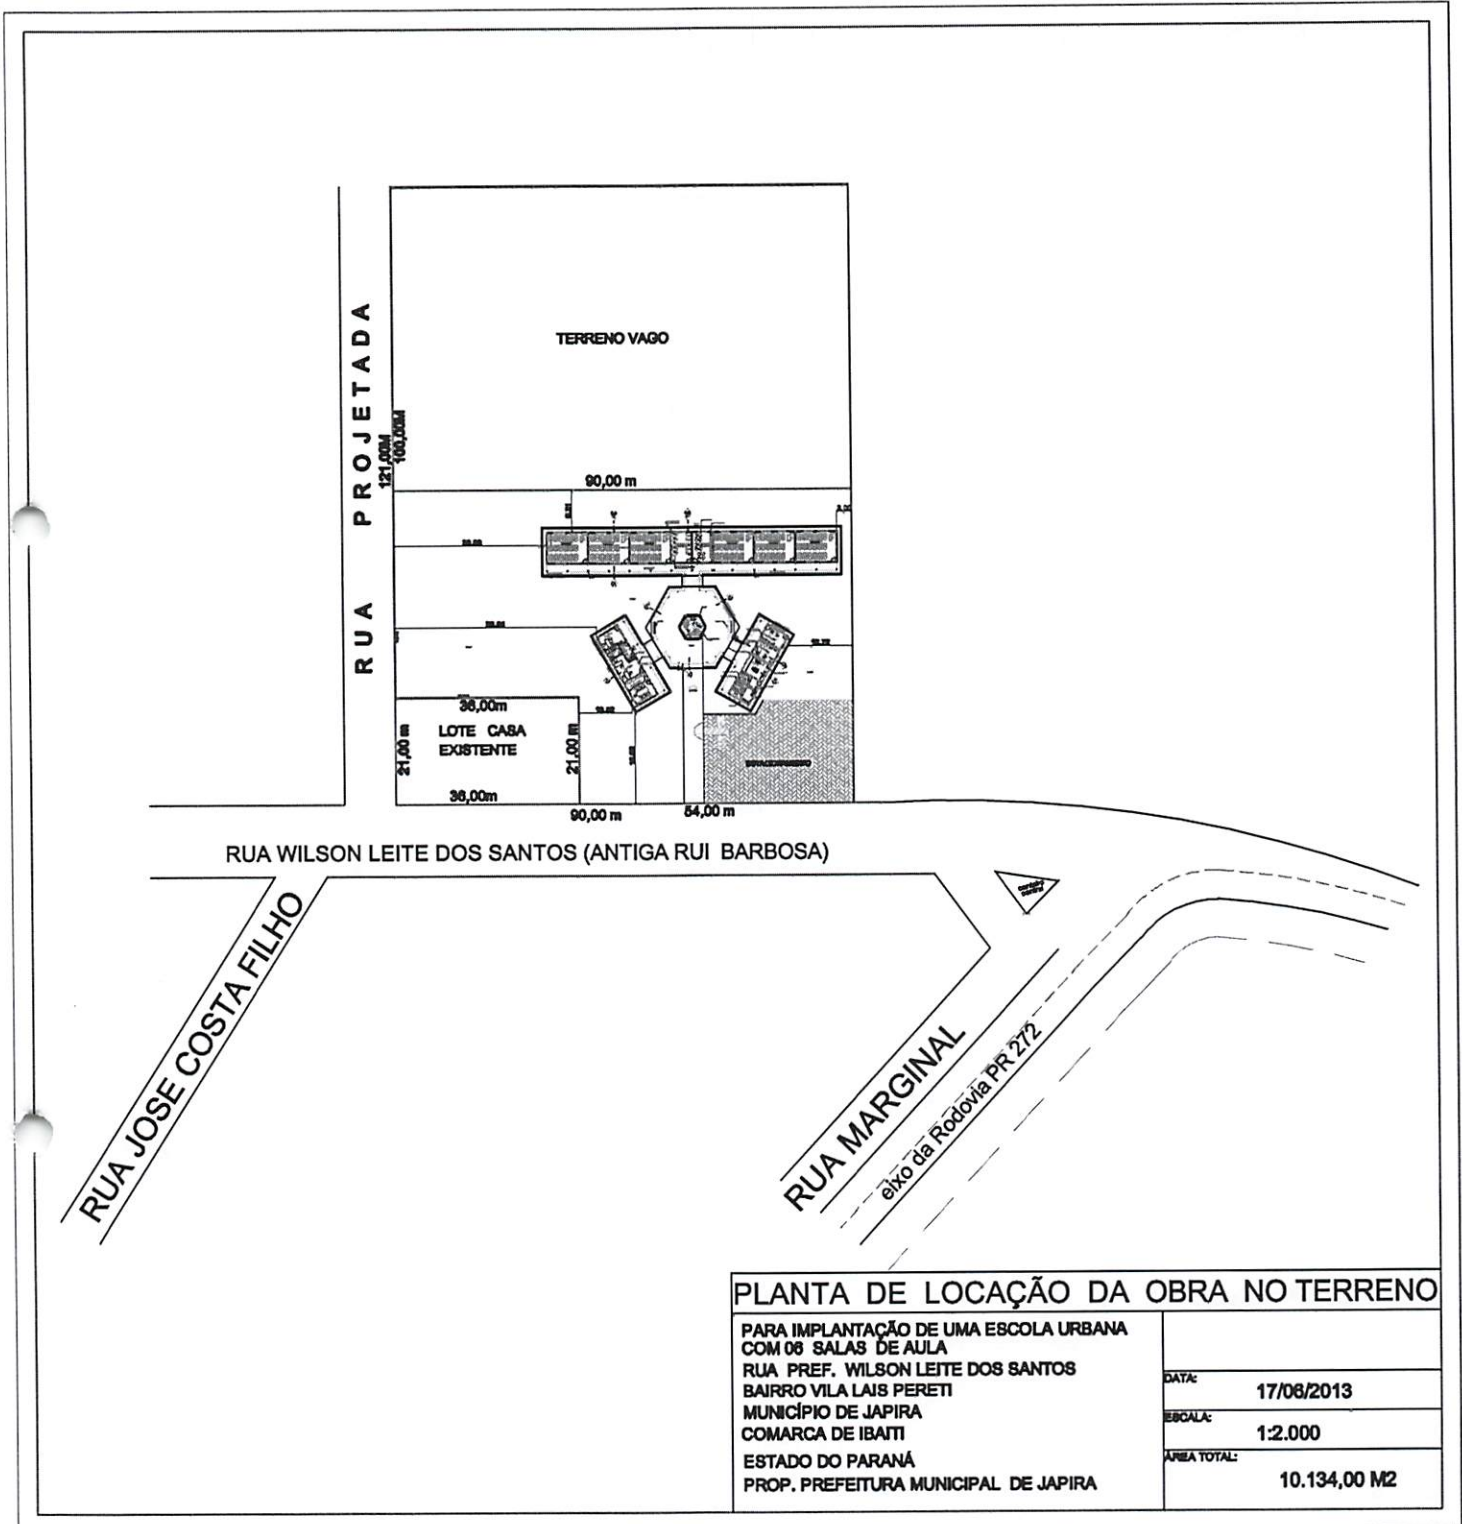 TERRENO VAGO
RUA PROJETADA
121,00M
100,00M
90,00 m
36,00m
21,00 m
LOTE CASA
EXISTENTE
21,00 m
36,00m
90,00 m
54,00 m
RUA WILSON LEITE DOS SANTOS (ANTIGA RUI BARBOSA)
canteiro
central
RUA JOSE COSTA FILHO
RUA MARGINAL
eixo da Rodovia PR 272
PLANTA DE LOCAÇÃO DA OBRA NO TERRENO
PARA IMPLANTAÇÃO DE UMA ESCOLA URBANA
COM 06 SALAS DE AULA
RUA PREF. WILSON LEITE DOS SANTOS
BAIRRO VILA LAIS PERETI
MUNICÍPIO DE JAPIRA
COMARCA DE IBAITI
ESTADO DO PARANÁ
PROP. PREFEITURA MUNICIPAL DE JAPIRA
DATA:
17/06/2013
ESCALA:
1:2.000
ÁREA TOTAL:
10.134,00 M2